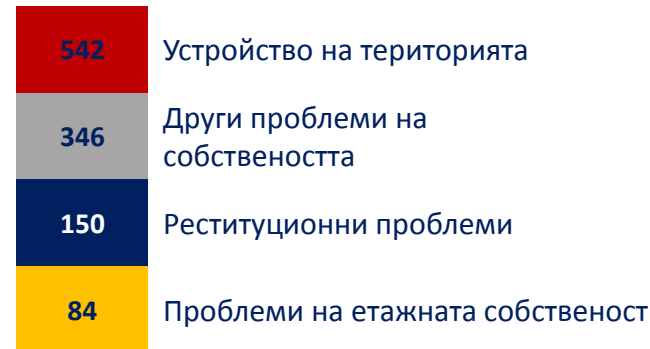 542 Устройство на територията
346 Други проблеми на
собствеността
150 Реституционни проблеми
84 Проблеми на етажната собственост